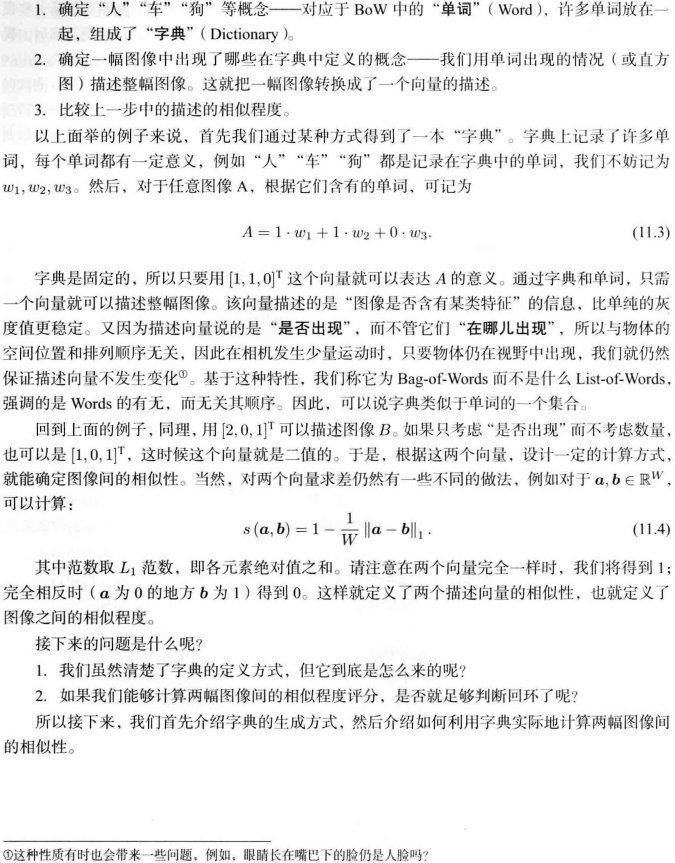 1. 确定“人”“车”“狗”等概念——对应于 BoW 中的“单词”（Word），许多单词放在一
起，组成了“字典”（Dictionary）。
2. 确定一幅图像中出现了哪些在字典中定义的概念——我们用单词出现的情况（或直方
图）描述整幅图像。这就把一幅图像转换成了一个向量的描述。
3. 比较上一步中的描述的相似程度。
以上面举的例子来说，首先我们通过某种方式得到了一本“字典”。字典上记录了许多单
词，每个单词都有一定意义，例如“人”“车”“狗”都是记录在字典中的单词，我们不妨记为
w₁, w₂, w₃。然后，对于任意图像 A，根据它们含有的单词，可记为
A = 1 · w₁ + 1 · w₂ + 0 · w₃. (11.3)
字典是固定的，所以只要用 [1, 1, 0]ᵀ 这个向量就可以表达 A 的意义。通过字典和单词，只需
一个向量就可以描述整幅图像。该向量描述的是“图像是否含有某类特征”的信息，比单纯的灰
度值更稳定。又因为描述向量说的是“是否出现”，而不管它们“在哪儿出现”，所以与物体的
空间位置和排列顺序无关，因此在相机发生少量运动时，只要物体仍在视野中出现，我们就仍然
保证描述向量不发生变化①。基于这种特性，我们称它为 Bag-of-Words 而不是什么 List-of-Words，
强调的是 Words 的有无，而无关其顺序。因此，可以说字典类似于单词的一个集合。
回到上面的例子，同理，用 [2, 0, 1]ᵀ 可以描述图像 B。如果只考虑“是否出现”而不考虑数量，
也可以是 [1, 0, 1]ᵀ，这时候这个向量就是二值的。于是，根据这两个向量，设计一定的计算方式，
就能确定图像间的相似性。当然，对两个向量求差仍然有一些不同的做法，例如对于 a, b ∈ ℝᵂ，
可以计算：
s (a, b) = 1 − 1/W ‖a − b‖₁ . (11.4)
其中范数取 L₁ 范数，即各元素绝对值之和。请注意在两个向量完全一样时，我们将得到 1；
完全相反时（a 为 0 的地方 b 为 1）得到 0。这样就定义了两个描述向量的相似性，也就定义了
图像之间的相似程度。
接下来的问题是什么呢？
1. 我们虽然清楚了字典的定义方式，但它到底是怎么来的呢？
2. 如果我们能够计算两幅图像间的相似程度评分，是否就足够判断回环了呢？
所以接下来，我们首先介绍字典的生成方式，然后介绍如何利用字典实际地计算两幅图像间
的相似性。
①这种性质有时也会带来一些问题，例如，眼睛长在嘴巴下的脸仍是人脸吗？